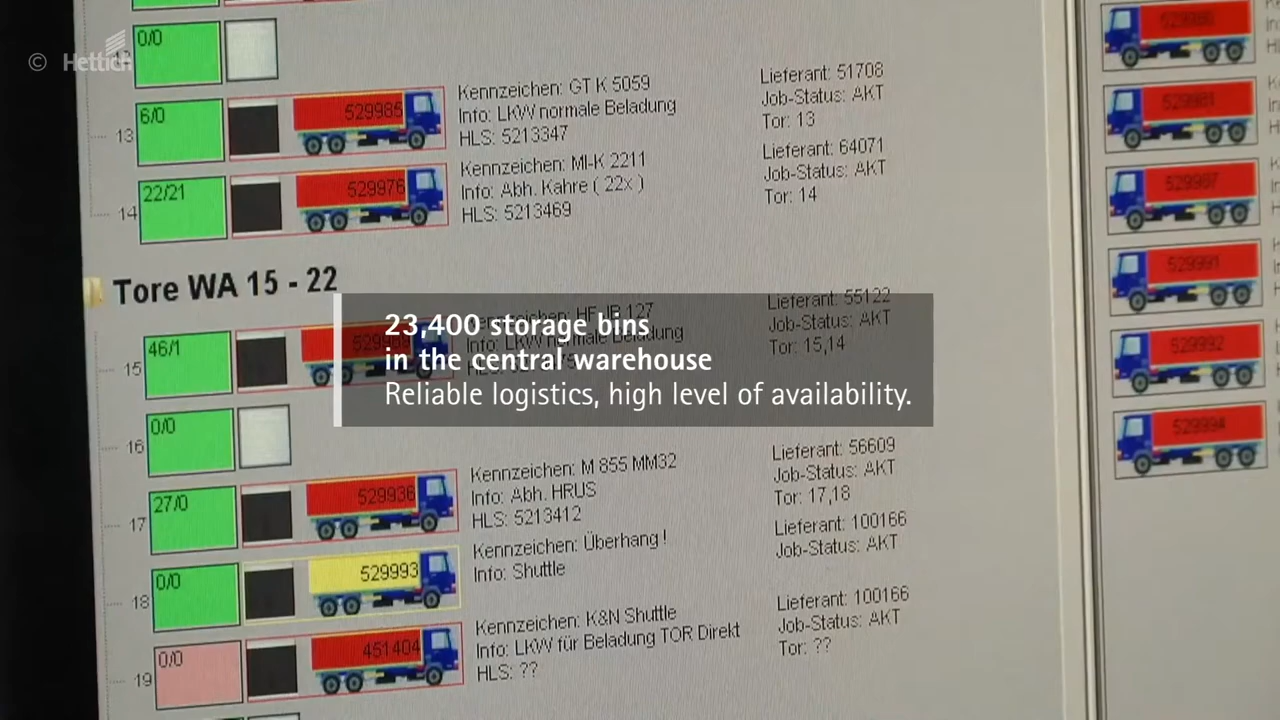 © Hettich
0/0
13
6/0
529985
Kennzeichen: GT K 5059
Info: LKW normale Beladung
HLS: 5213347
Lieferant: 51708
Job-Status: AKT
Tor: 13
14
22/21
529976
Kennzeichen: MI-K 2211
Info: Abh. Kahre ( 22x )
HLS: 5213469
Lieferant: 64071
Job-Status: AKT
Tor: 14
Tore WA 15 - 22
15
46/1
Lieferant: 55122
Job-Status: AKT
Tor: 15,14
23,400 storage bins
in the central warehouse
Reliable logistics, high level of availability.
16
0/0
17
27/0
529936
Kennzeichen: M 855 MM32
Info: Abh. HRUS
HLS: 5213412
Lieferant: 56609
Job-Status: AKT
Tor: 17,18
18
0/0
529993
Kennzeichen: Überhang !
Info: Shuttle
Lieferant: 100166
Job-Status: AKT
19
0/0
451404
Kennzeichen: K&N Shuttle
Info: LKW für Beladung TOR Direkt
HLS: ??
Lieferant: 100166
Job-Status: AKT
Tor: ??
529981
529987
529991
529992
529994